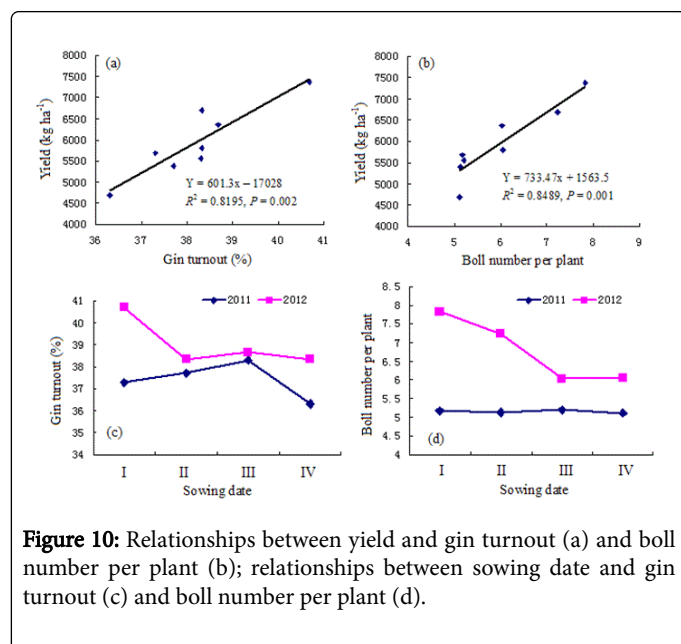 (a)
Yield (kg ha⁻¹)
8000
7500
7000
6500
6000
5500
5000
4500
4000
Y = 601.3x − 17028
R² = 0.8195, P = 0.002
36 37 38 39 40 41
Gin turnout (%)
(b)
Yield (kg ha⁻¹)
8000
7500
7000
6500
6000
5500
5000
4500
4000
Y = 733.47x + 1563.5
R² = 0.8489, P = 0.001
4 5 6 7 8 9
Boll number per plant
2011 2012
Gin turnout (%)
41
40
39
38
37
36
35
34
(c)
I II III IV
Sowing date
2011 2012
Boll number per plant
8.5
8
7.5
7
6.5
6
5.5
5
4.5
4
(d)
I II III IV
Sowing date
Figure 10: Relationships between yield and gin turnout (a) and boll
number per plant (b); relationships between sowing date and gin
turnout (c) and boll number per plant (d).